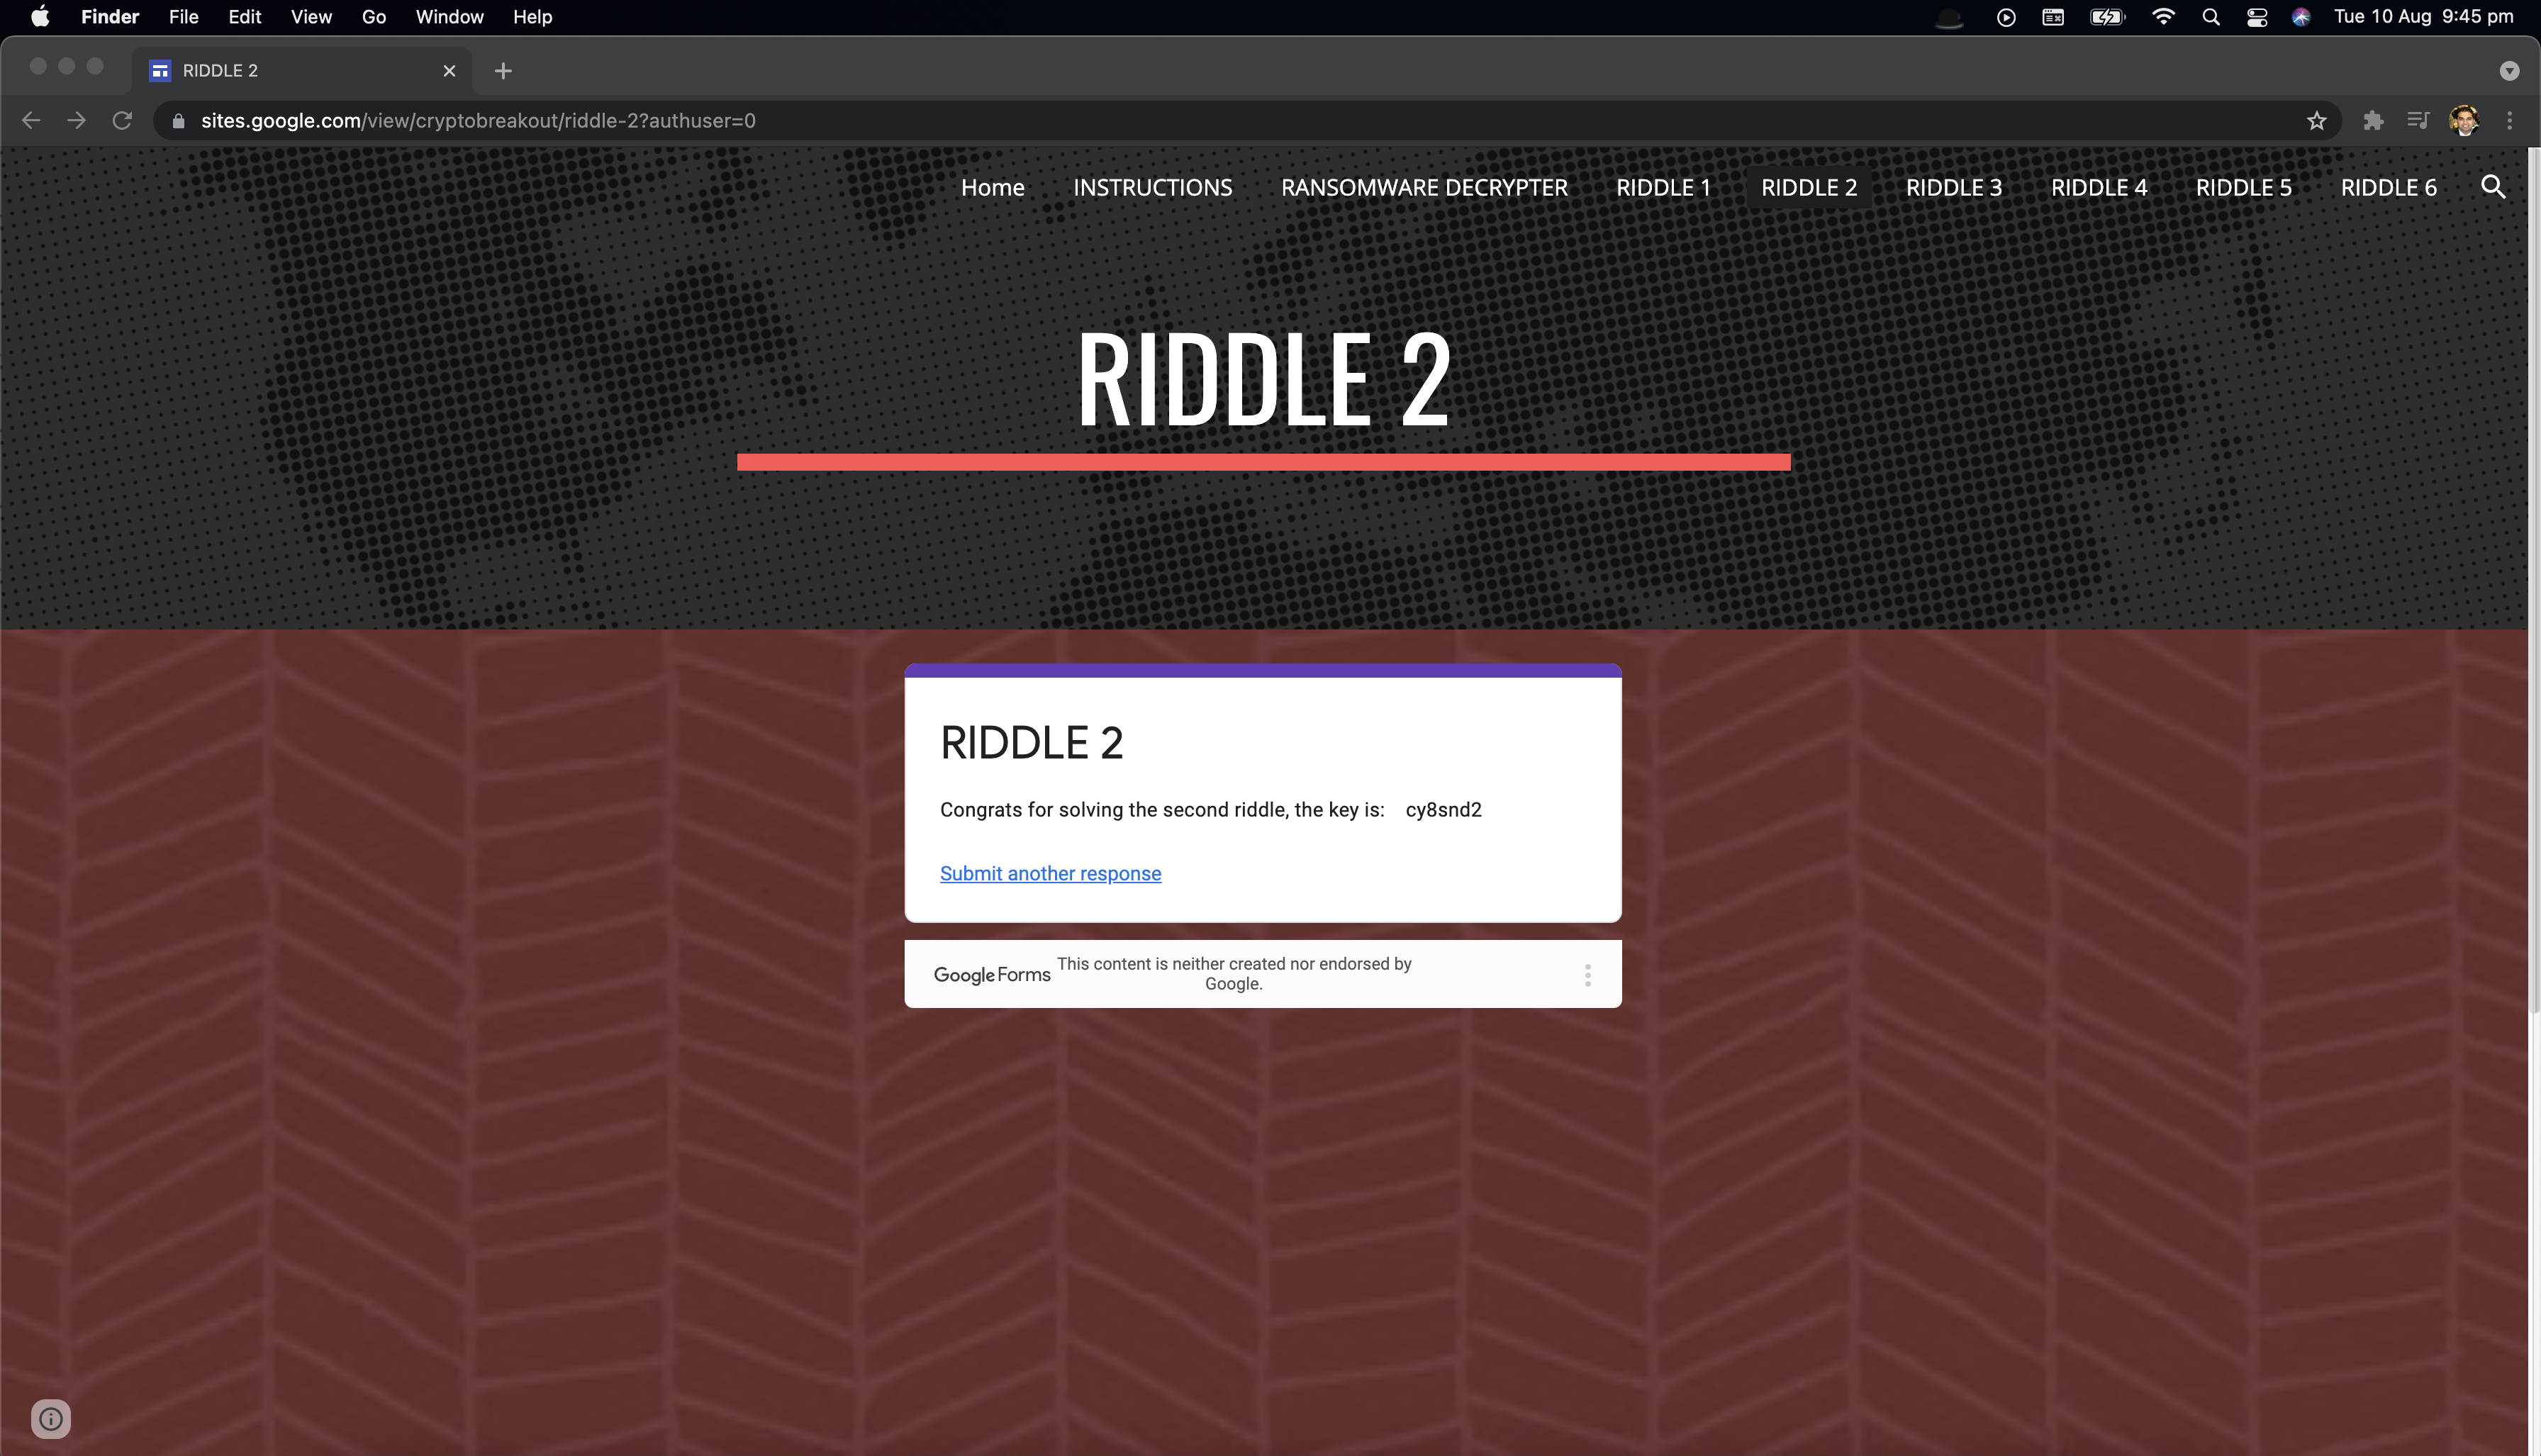 Finder File Edit View Go Window Help Tue 10 Aug 9:45 pm
RIDDLE 2
sites.google.com/view/cryptobreakout/riddle-2?authuser=0
Home INSTRUCTIONS RANSOMWARE DECRYPTER RIDDLE 1 RIDDLE 2 RIDDLE 3 RIDDLE 4 RIDDLE 5 RIDDLE 6
RIDDLE 2
RIDDLE 2
Congrats for solving the second riddle, the key is: cy8snd2
Submit another response
Google Forms This content is neither created nor endorsed by
Google.